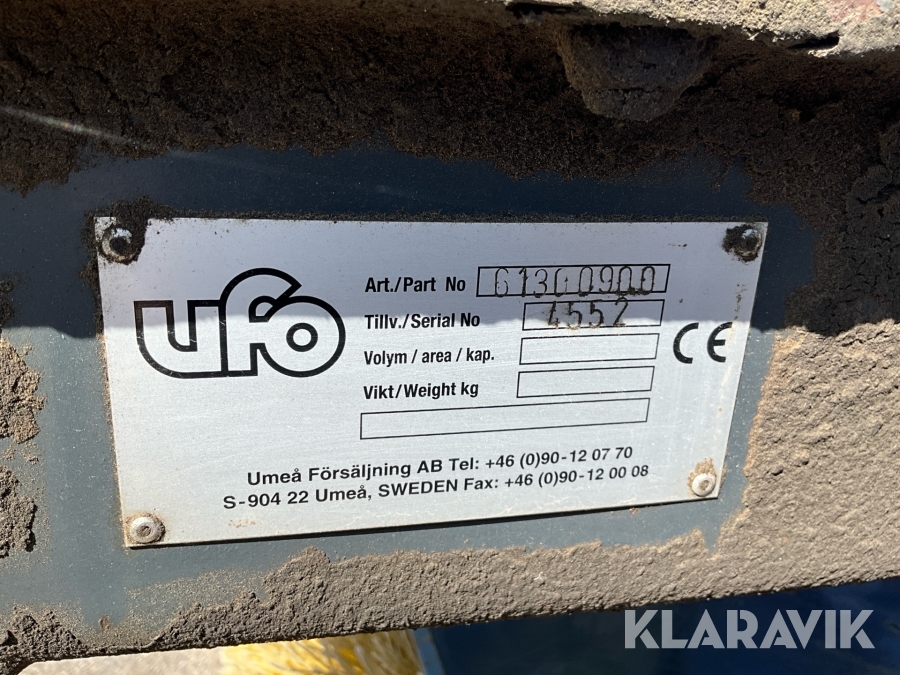 ufo
Art./Part No G13G0900
Tillv./Serial No 4552
Volym / area / kap.
CE
Vikt/Weight kg
Umeå Försäljning AB Tel: +46 (0)90-12 07 70
S-904 22 Umeå, SWEDEN Fax: +46 (0)90-12 00 08
KLARAVIK